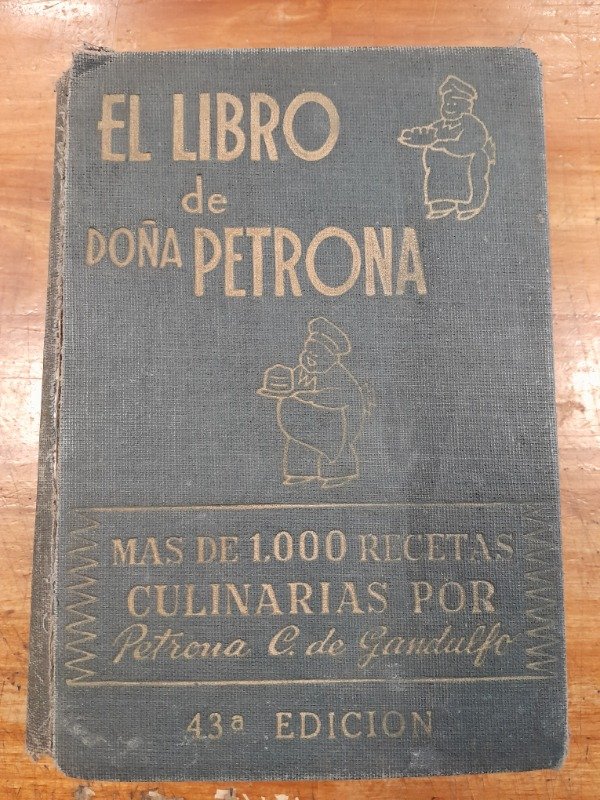 EL LIBRO
de
DOÑA PETRONA
MAS DE 1.000 RECETAS
CULINARIAS POR
Petrona C. de Gandulfo
43a EDICION